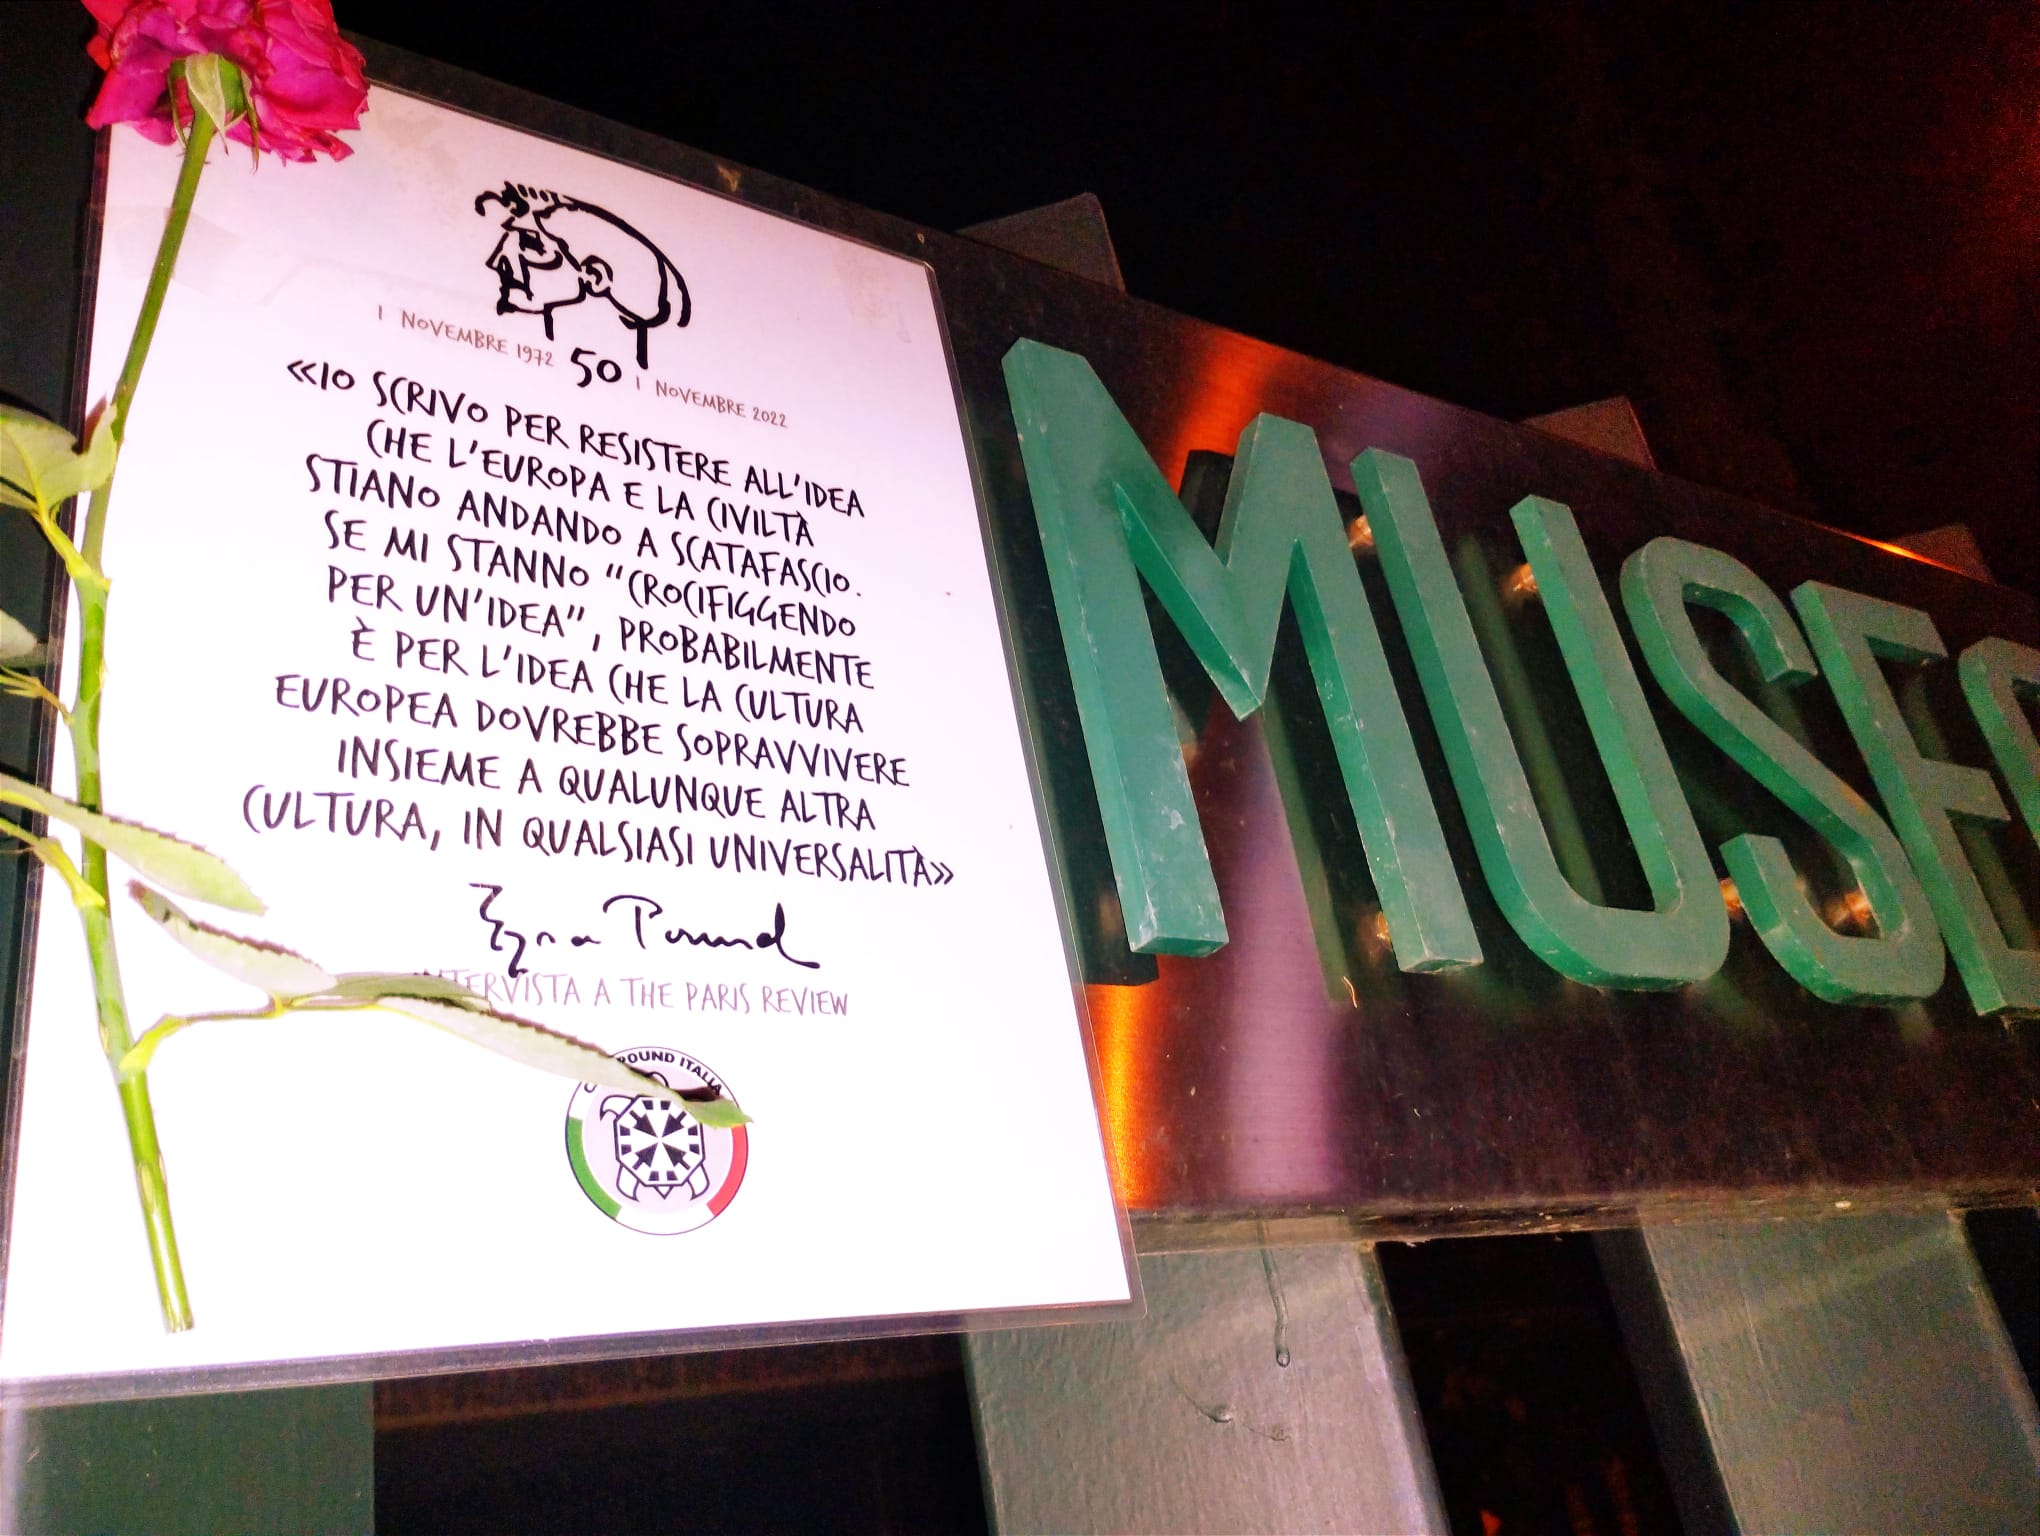 1 NOVEMBRE 1972 50 1 NOVEMBRE 2022
«IO SCRIVO PER RESISTERE ALL'IDEA
CHE L'EUROPA E LA CIVILTÀ
STIANO ANDANDO A SCATAFASCIO.
SE MI STANNO "CROCIFIGGENDO
PER UN'IDEA", PROBABILMENTE
È PER L'IDEA CHE LA CULTURA
EUROPEA DOVREBBE SOPRAVVIVERE
INSIEME A QUALUNQUE ALTRA
CULTURA, IN QUALSIASI UNIVERSALITÀ»
Ezra Pound
INTERVISTA A THE PARIS REVIEW
POUND ITALIA
MUSEO